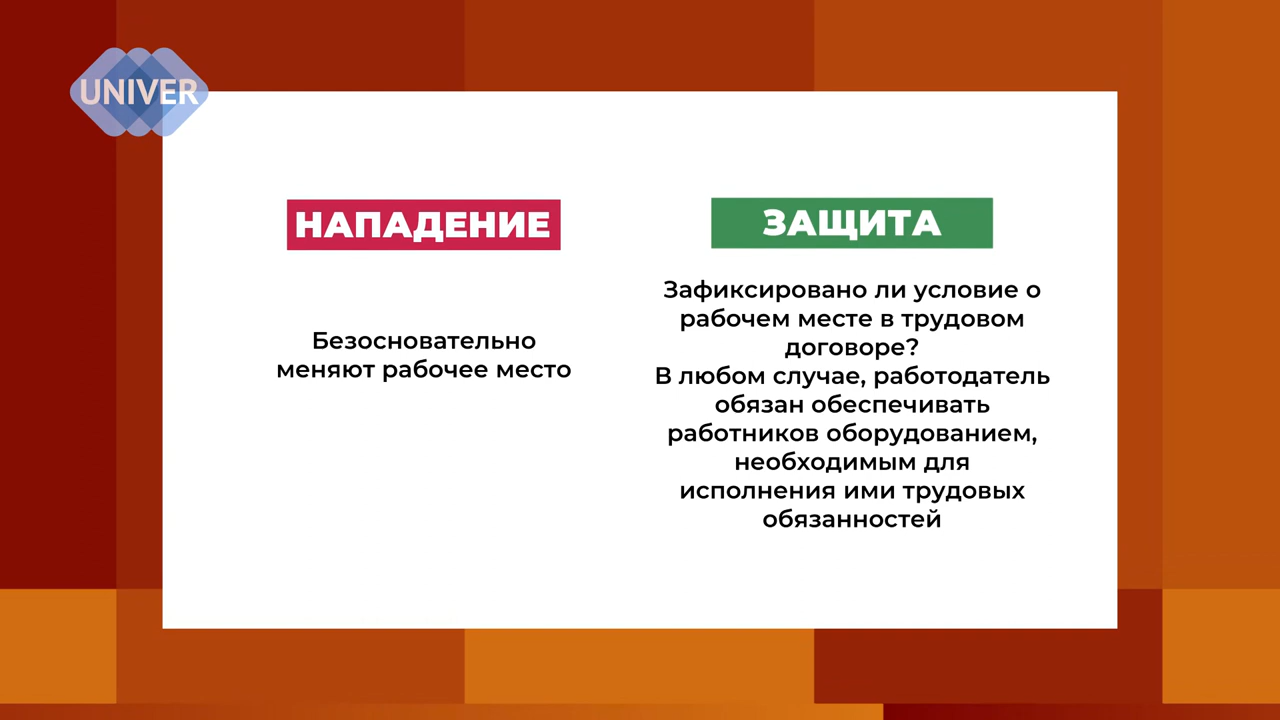 UNIVER
НАПАДЕНИЕ
Безосновательно
меняют рабочее место
ЗАЩИТА
Зафиксировано ли условие о
рабочем месте в трудовом
договоре?
В любом случае, работодатель
обязан обеспечивать
работников оборудованием,
необходимым для
исполнения ими трудовых
обязанностей